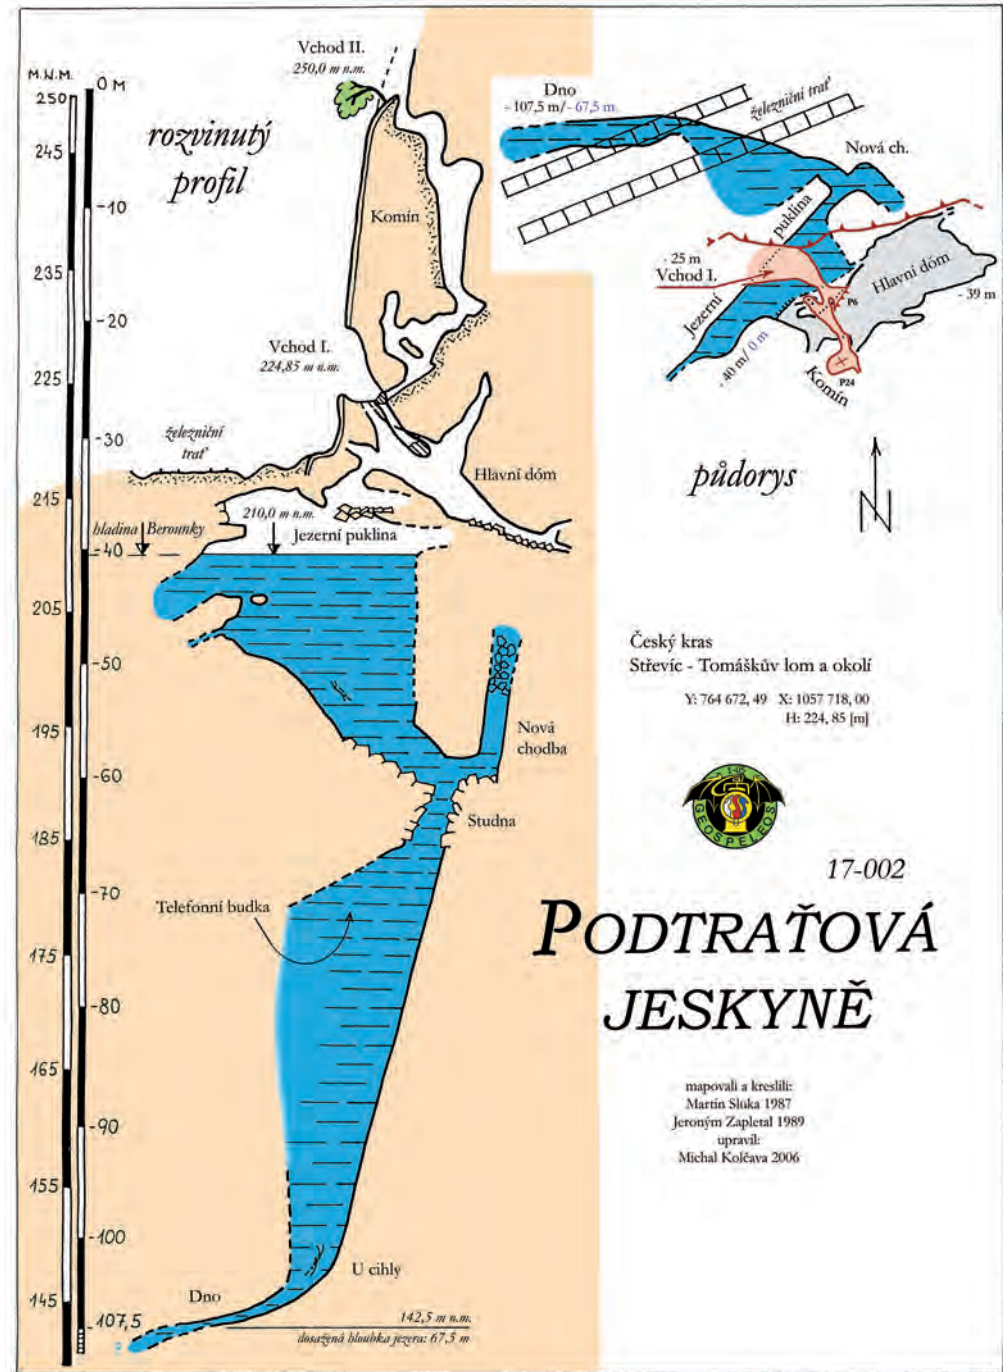 Vchod II.
250,0 m n.m.
M.N.M.
0 M
250
245
235
225
215
205
195
185
175
165
155
145
-10
-20
-30
-40
-50
-60
-70
-80
-90
-100
-107,5
rozvinutý
profil
Komín
Vchod I.
224,85 m n.m.
železniční
trať
Hlavní dóm
210,0 m n.m.
hladina Berounky
Jezerní puklina
Nová
chodba
Studna
Telefonní budka
U cihly
Dno
142,5 m n.m.
dosažená hloubka jezera: 67,5 m
Dno
- 107,5 m/ - 67,5 m
železniční trať
Nová ch.
puklina
- 25 m
Vchod I.
Hlavní dóm
P6
- 39 m
Jezerní
- 40 m/ 0 m
Komín
P24
půdorys
N
Český kras
Střevíc - Tomáškův lom a okolí
Y: 764 672, 49 X: 1057 718, 00
H: 224, 85 [m]
GEOSPELEOS
17-002
PODTRAŤOVÁ
JESKYNĚ
mapovali a kreslili:
Martin Slůka 1987
Jeroným Zapletal 1989
upravil:
Michal Kolčava 2006